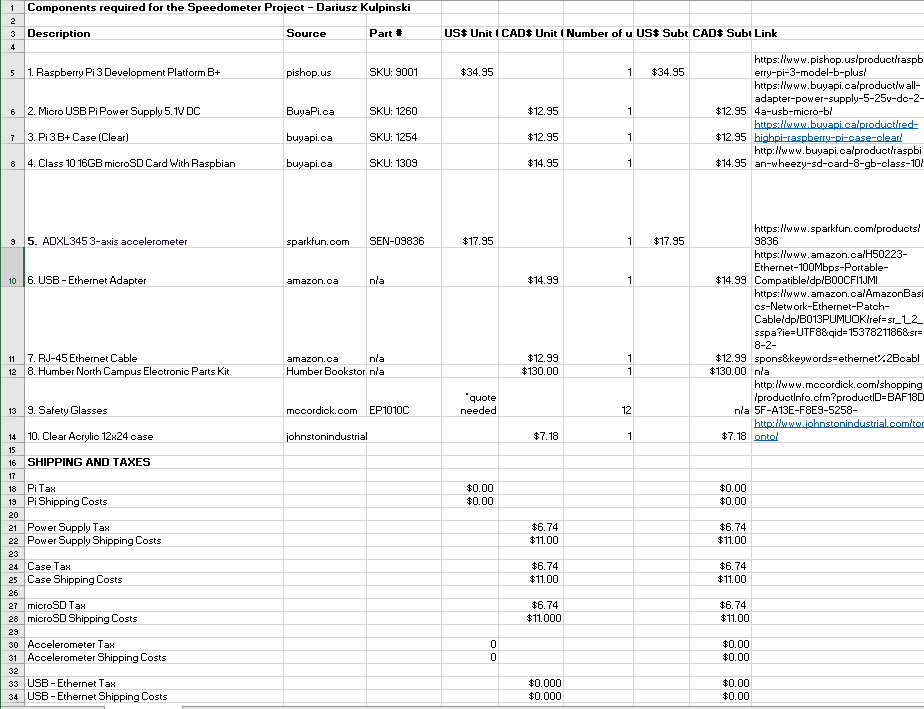 1 Components required for the Speedometer Project - Dariusz Kulpinski
2
3 Description Source Part # US$ Unit ( CAD$ Unit ( Number of u US$ Subt CAD$ Subt Link
4
https://www.pishop.us/product/raspb
5 1. Raspberry Pi 3 Development Platform B+ pishop.us SKU: 9001 $34.95 1 $34.95 erry-pi-3-model-b-plus/
https://www.buyapi.ca/product/wall-
adapter-power-supply-5-25v-dc-2-
6 2. Micro USB Pi Power Supply 5.1V DC BuyaPi.ca SKU: 1260 $12.95 1 $12.95 4a-usb-micro-b/
https://www.buyapi.ca/product/red-
7 3. Pi 3 B+ Case (Clear) buyapi.ca SKU: 1254 $12.95 1 $12.95 highpi-raspberry-pi-case-clear/
http://www.buyapi.ca/product/raspbi
8 4. Class 10 16GB microSD Card With Raspbian buyapi.ca SKU: 1309 $14.95 1 $14.95 an-wheezy-sd-card-8-gb-class-10/
https://www.sparkfun.com/products/
9 5. ADXL345 3-axis accelerometer sparkfun.com SEN-09836 $17.95 1 $17.95 9836
https://www.amazon.ca/H50223-
Ethernet-100Mbps-Portable-
10 6. USB - Ethernet Adapter amazon.ca n/a $14.99 1 $14.99 Compatible/dp/B00CFI1JMI
https://www.amazon.ca/AmazonBasi
cs-Network-Ethernet-Patch-
Cable/dp/B013PUMUOK/ref=sr_1_2_
sspa?ie=UTF8&qid=1537821186&sr=
8-2-
11 7. RJ-45 Ethernet Cable amazon.ca n/a $12.99 1 $12.99 spons&keywords=ethernet%2Bcabl
12 8. Humber North Campus Electronic Parts Kit Humber Bookstor n/a $130.00 1 $130.00 n/a
http://www.mccordick.com/shopping
"quote /productInfo.cfm?productID=BAF18D
13 9. Safety Glasses mccordick.com EP1010C needed 12 n/a 5F-A13E-F8E9-5258-
http://www.johnstonindustrial.com/tor
14 10. Clear Acrylic 12x24 case johnstonindustrial $7.18 1 $7.18 onto/
15
16 SHIPPING AND TAXES
17
18 Pi Tax $0.00 $0.00
19 Pi Shipping Costs $0.00 $0.00
20
21 Power Supply Tax $6.74 $6.74
22 Power Supply Shipping Costs $11.00 $11.00
23
24 Case Tax $6.74 $6.74
25 Case Shipping Costs $11.00 $11.00
26
27 microSD Tax $6.74 $6.74
28 microSD Shipping Costs $11.000 $11.00
29
30 Accelerometer Tax 0 $0.00
31 Accelerometer Shipping Costs 0 $0.00
32
33 USB - Ethernet Tax $0.000 $0.00
34 USB - Ethernet Shipping Costs $0.000 $0.00